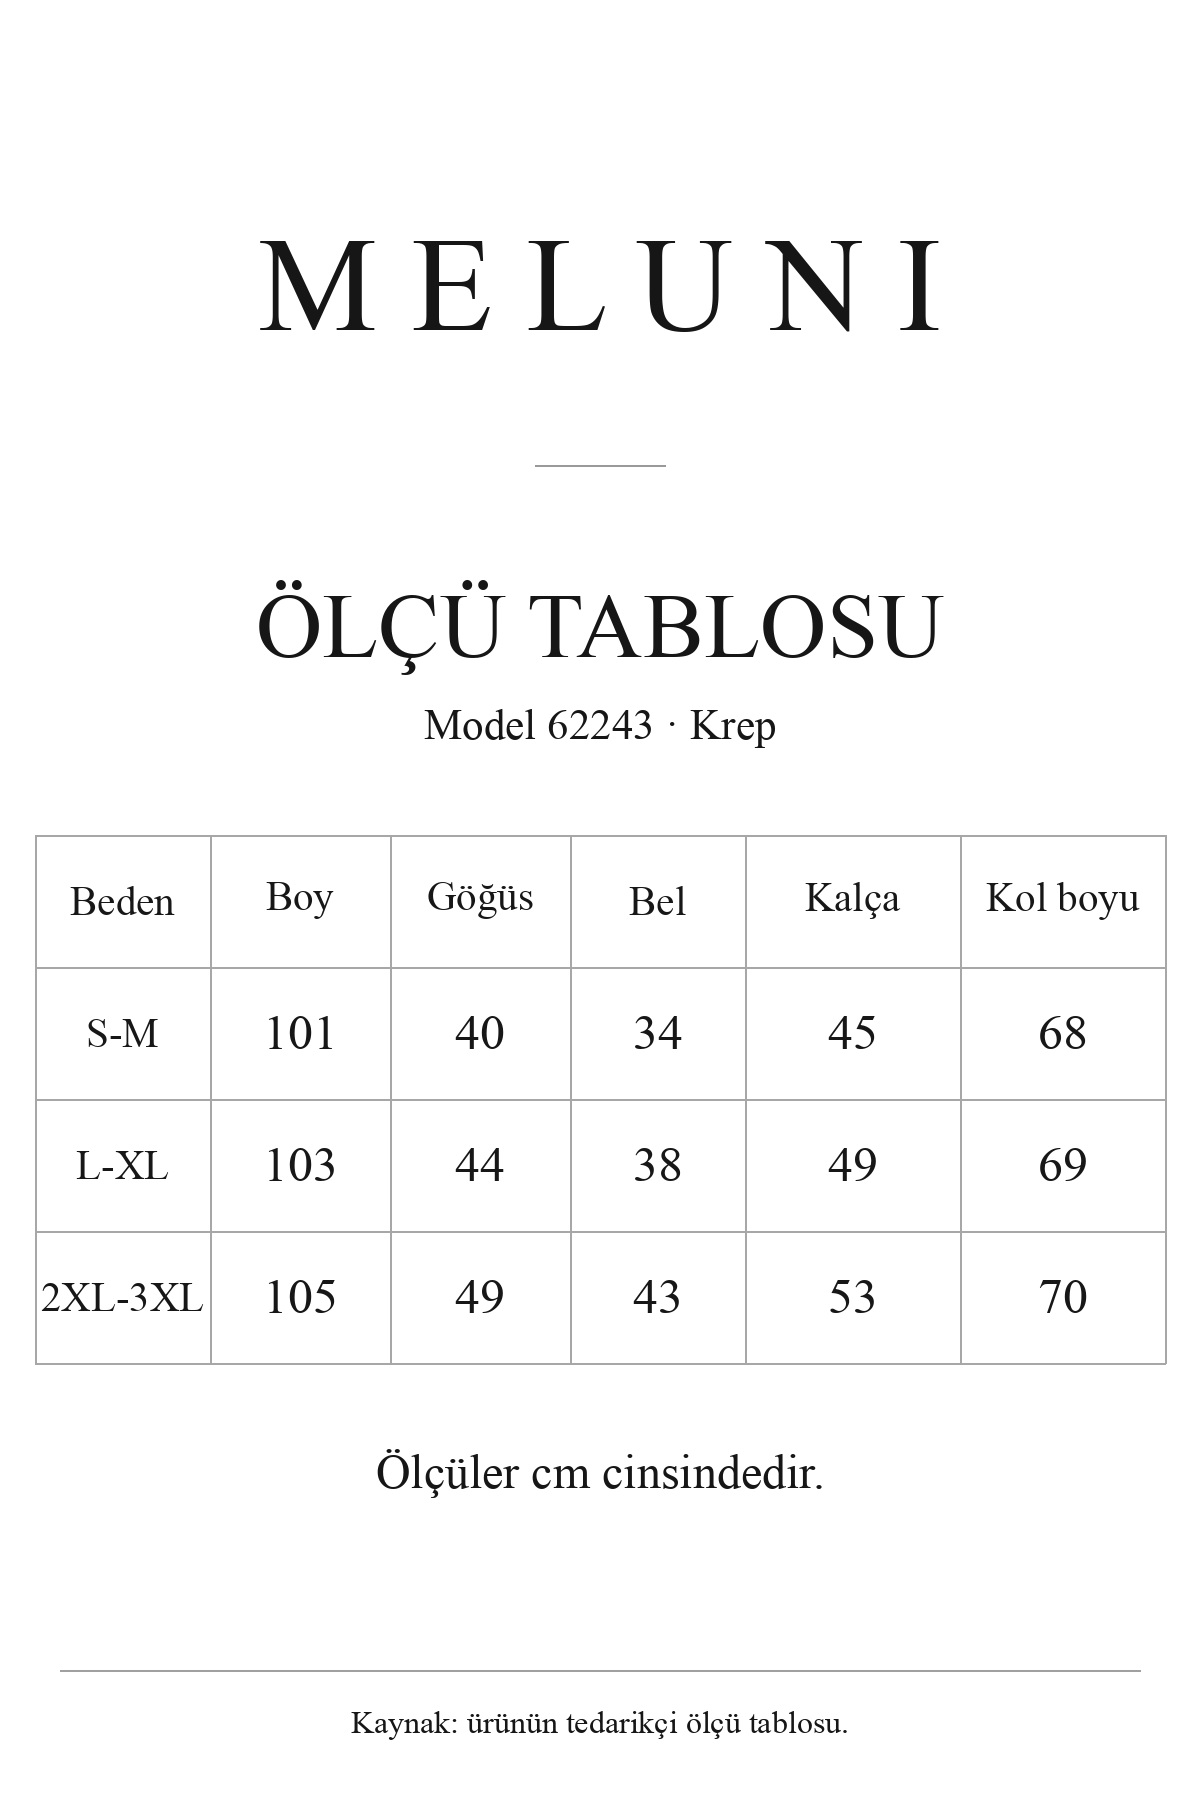 MELUNI
ÖLÇÜ TABLOSU
Model 62243 · Krep
Beden Boy Göğüs Bel Kalça Kol boyu
S-M 101 40 34 45 68
L-XL 103 44 38 49 69
2XL-3XL 105 49 43 53 70
Ölçüler cm cinsindedir.
Kaynak: ürünün tedarikçi ölçü tablosu.